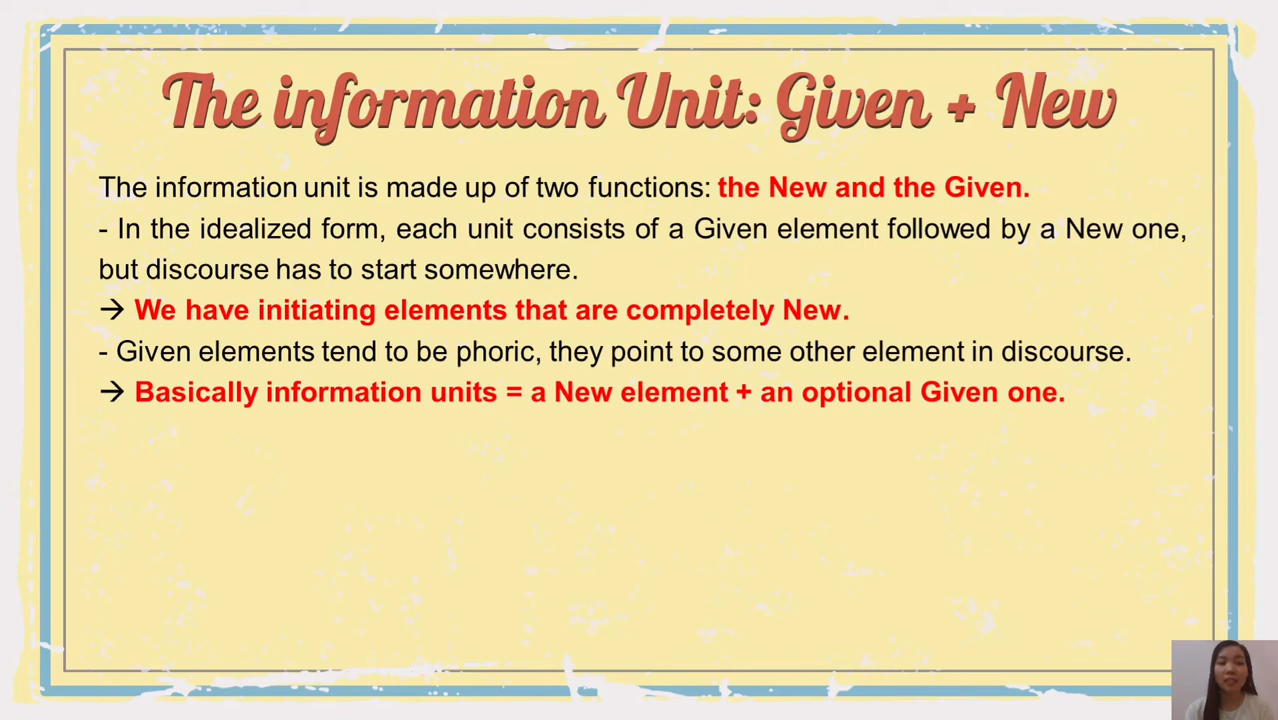 The information Unit: Given + New
The information unit is made up of two functions: the New and the Given.
- In the idealized form, each unit consists of a Given element followed by a New one,
but discourse has to start somewhere.
→ We have initiating elements that are completely New.
- Given elements tend to be phoric, they point to some other element in discourse.
→ Basically information units = a New element + an optional Given one.